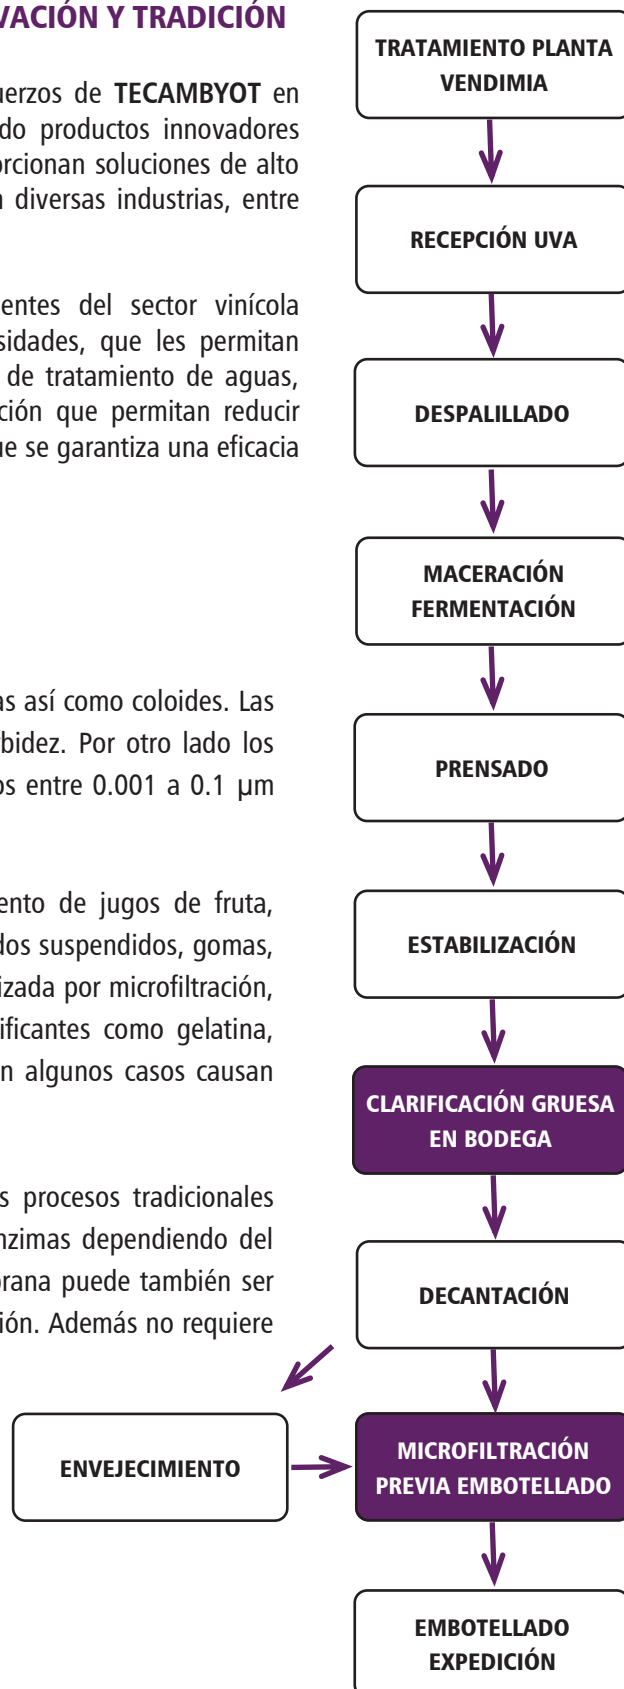 VACIÓN Y TRADICIÓN
uerzos de TECAMBYOT en
do productos innovadores
orcionan soluciones de alto
n diversas industrias, entre
entes del sector vinícola
sidades, que les permitan
de tratamiento de aguas,
ción que permitan reducir
ue se garantiza una eficacia
as así como coloides. Las
rbidez. Por otro lado los
os entre 0.001 a 0.1 µm
ento de jugos de fruta,
dos suspendidos, gomas,
izada por microfiltración,
ificantes como gelatina,
n algunos casos causan
s procesos tradicionales
nzimas dependiendo del
brana puede también ser
ión. Además no requiere
TRATAMIENTO PLANTA
VENDIMIA
RECEPCIÓN UVA
DESPALILLADO
MACERACIÓN
FERMENTACIÓN
PRENSADO
ESTABILIZACIÓN
CLARIFICACIÓN GRUESA
EN BODEGA
DECANTACIÓN
ENVEJECIMIENTO
MICROFILTRACIÓN
PREVIA EMBOTELLADO
EMBOTELLADO
EXPEDICIÓN